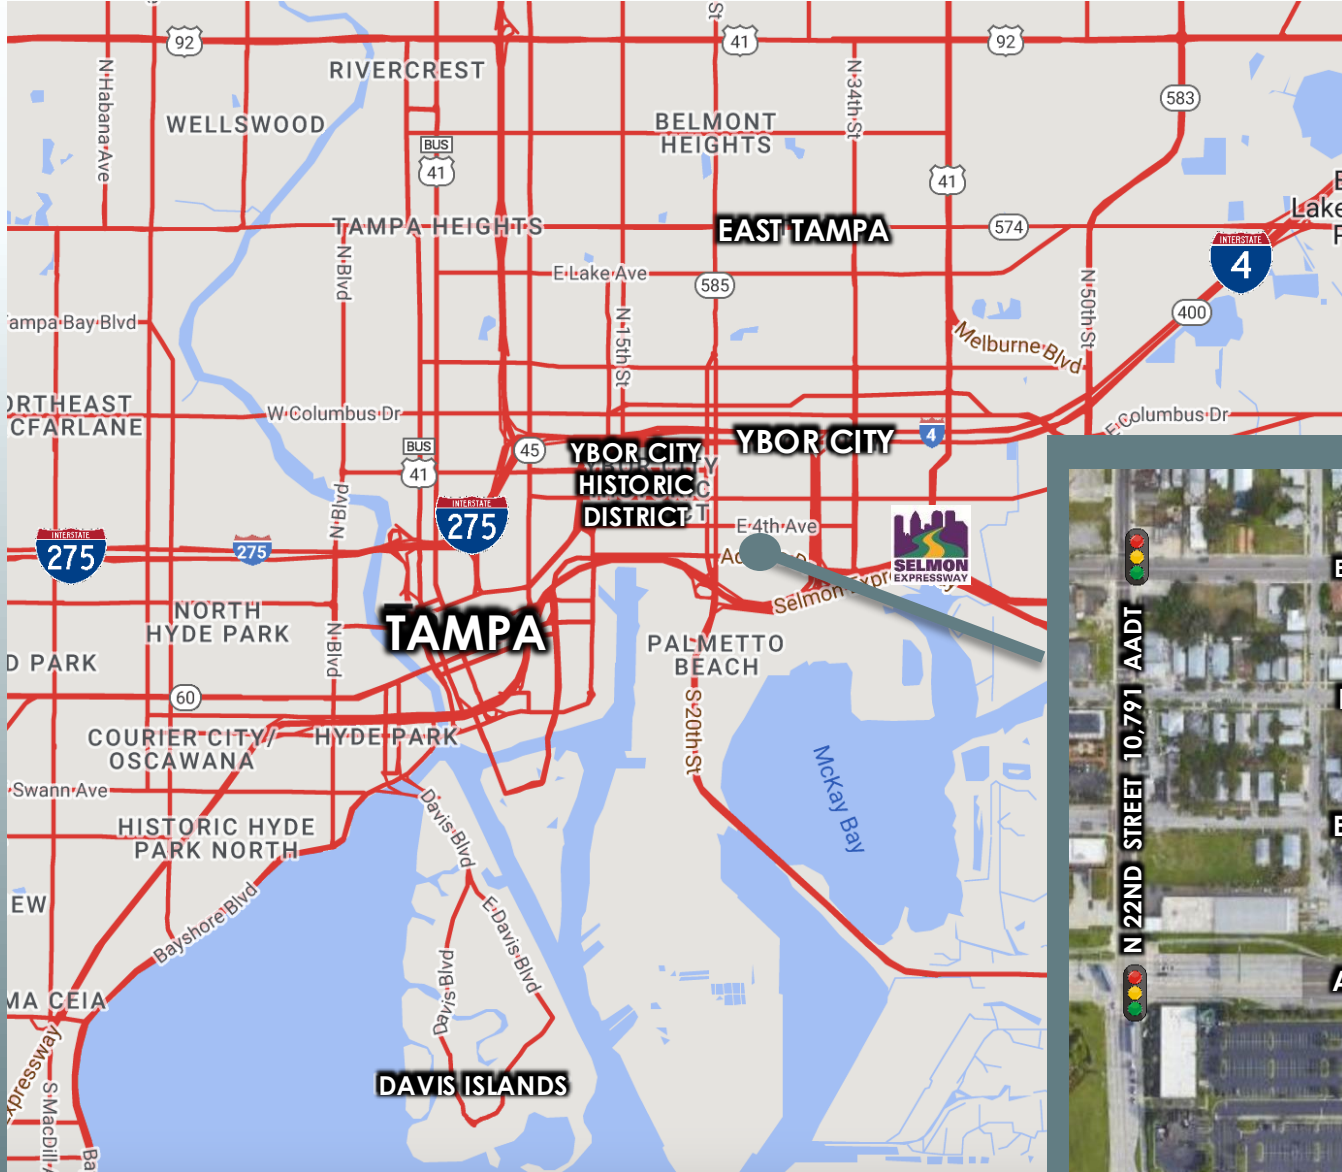 92
41
92
N Habana Ave
RIVERCREST
N 34th St
583
WELLSWOOD
BELMONT
HEIGHTS
BUS
41
41
TAMPA HEIGHTS
EAST TAMPA
574
Lake
INTERSTATE
4
N Blvd
E Lake Ave
585
N 50th St
400
N 15th St
Tampa Bay Blvd
Melburne Blvd
W Columbus Dr
E Columbus Dr
BUS
41
45
YBOR CITY
HISTORIC
DISTRICT
YBOR CITY
4
N Blvd
INTERSTATE
275
INTERSTATE
275
275
E 4th Ave
SELMON
EXPRESSWAY
Selmon Expre
NORTH
HYDE PARK
N Blvd
TAMPA
PALMETTO
BEACH
D PARK
60
S 20th St
COURIER CITY/
OSCAWANA
HYDE PARK
McKay Bay
Swann Ave
Davis Blvd
HISTORIC HYDE
PARK NORTH
N 22ND STREET 10,791 AADT
EW
Bayshore Blvd
E Davis Blvd
Davis Blvd
MA CEIA
xpressway
S MacDill
Ba
DAVIS ISLANDS